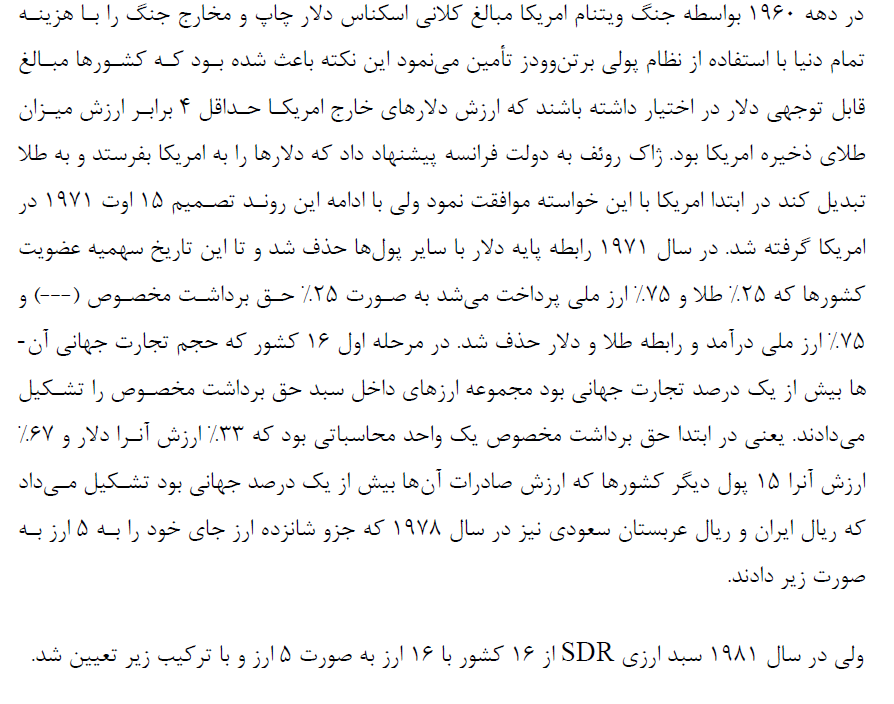 در دهه ۱۹۶۰ بواسطه جنگ ویتنام امریکا مبالغ کلانی اسکناس دلار چاپ و مخارج جنگ را با هزینه
تمام دنیا با استفاده از نظام پولی برتن‌وودز تأمین می‌نمود این نکته باعث شده بود که کشورها مبالغ
قابل توجهی دلار در اختیار داشته باشند که ارزش دلارهای خارج امریکا حداقل ۴ برابر ارزش میزان
طلای ذخیره امریکا بود. ژاک روئف به دولت فرانسه پیشنهاد داد که دلارها را به امریکا بفرستد و به طلا
تبدیل کند در ابتدا امریکا با این خواسته موافقت نمود ولی با ادامه این روند تصمیم ۱۵ اوت ۱۹۷۱ در
امریکا گرفته شد. در سال ۱۹۷۱ رابطه پایه دلار با سایر پول‌ها حذف شد و تا این تاریخ سهمیه عضویت
کشورها که ۲۵٪ طلا و ۷۵٪ ارز ملی پرداخت می‌شد به صورت ۲۵٪ حق برداشت مخصوص (---) و
۷۵٪ ارز ملی درآمد و رابطه طلا و دلار حذف شد. در مرحله اول ۱۶ کشور که حجم تجارت جهانی آن-
ها بیش از یک درصد تجارت جهانی بود مجموعه ارزهای داخل سبد حق برداشت مخصوص را تشکیل
می‌دادند. یعنی در ابتدا حق برداشت مخصوص یک واحد محاسباتی بود که ۳۳٪ ارزش آنرا دلار و ۶۷٪
ارزش آنرا ۱۵ پول دیگر کشورها که ارزش صادرات آن‌ها بیش از یک درصد جهانی بود تشکیل می‌داد
که ریال ایران و ریال عربستان سعودی نیز در سال ۱۹۷۸ که جزو شانزده ارز جای خود را به ۵ ارز به
صورت زیر دادند.
ولی در سال ۱۹۸۱ سبد ارزی SDR از ۱۶ کشور با ۱۶ ارز به صورت ۵ ارز و با ترکیب زیر تعیین شد.